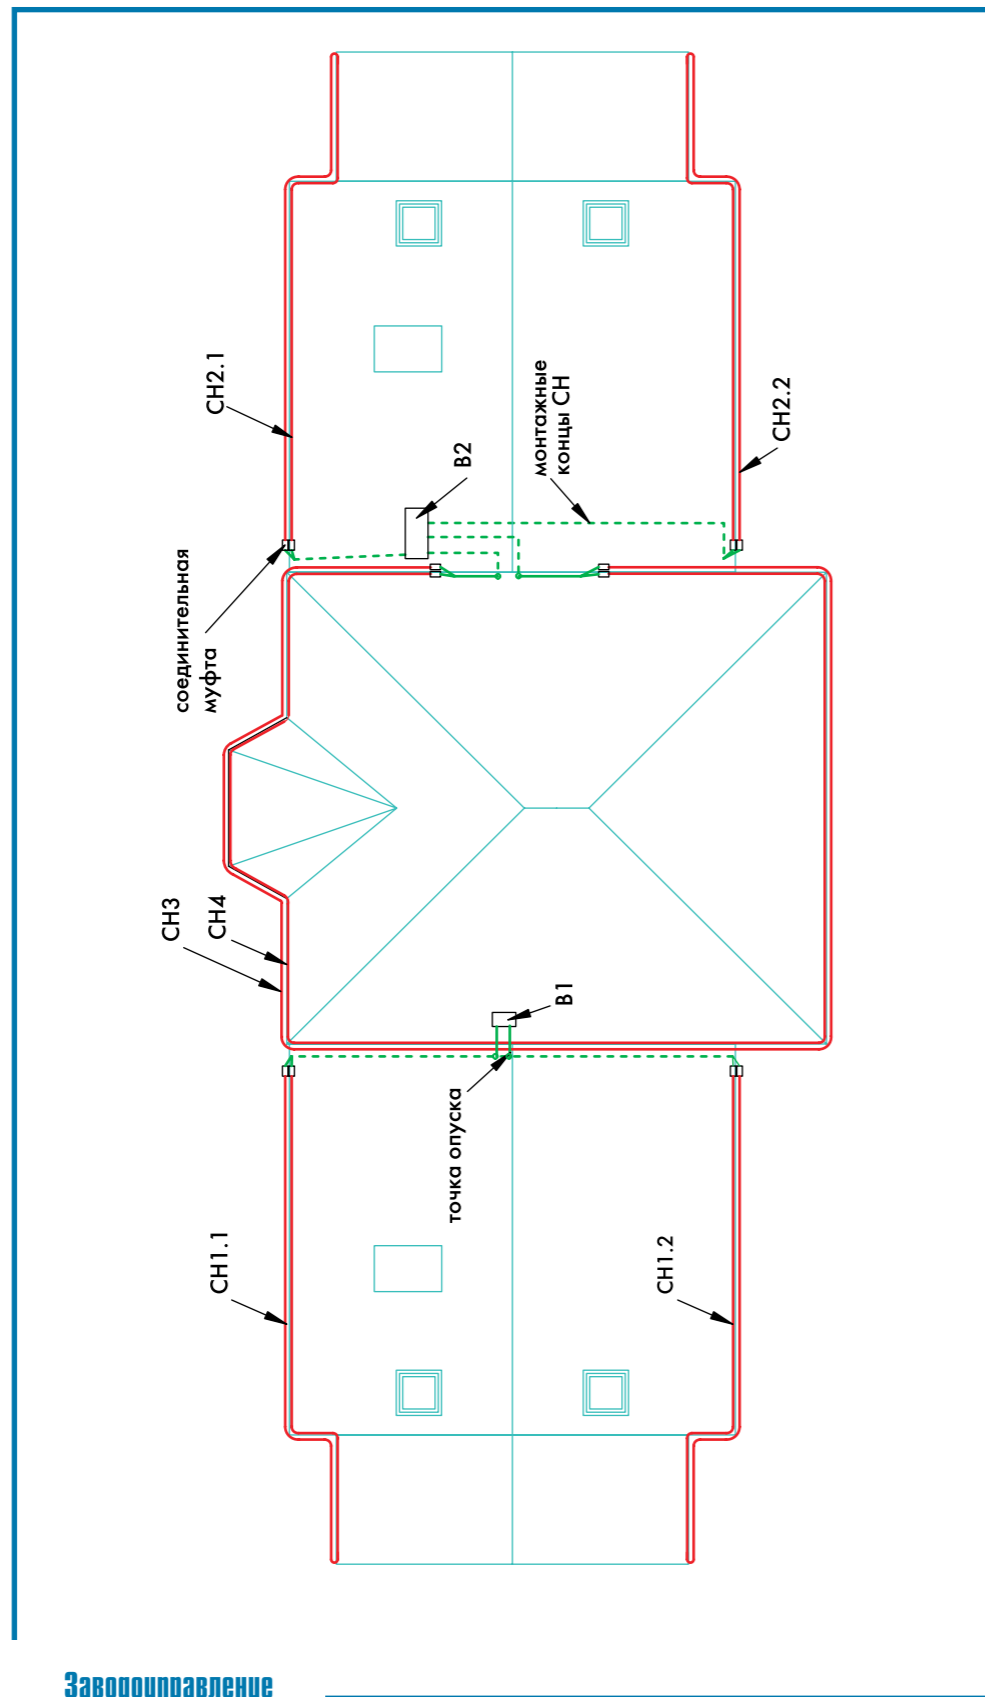 СН2.1
В2
монтажные
концы СН
СН2.2
соединительная
муфта
СН3
СН4
В1
точка опуска
СН1.1
СН1.2
Заводоуправление